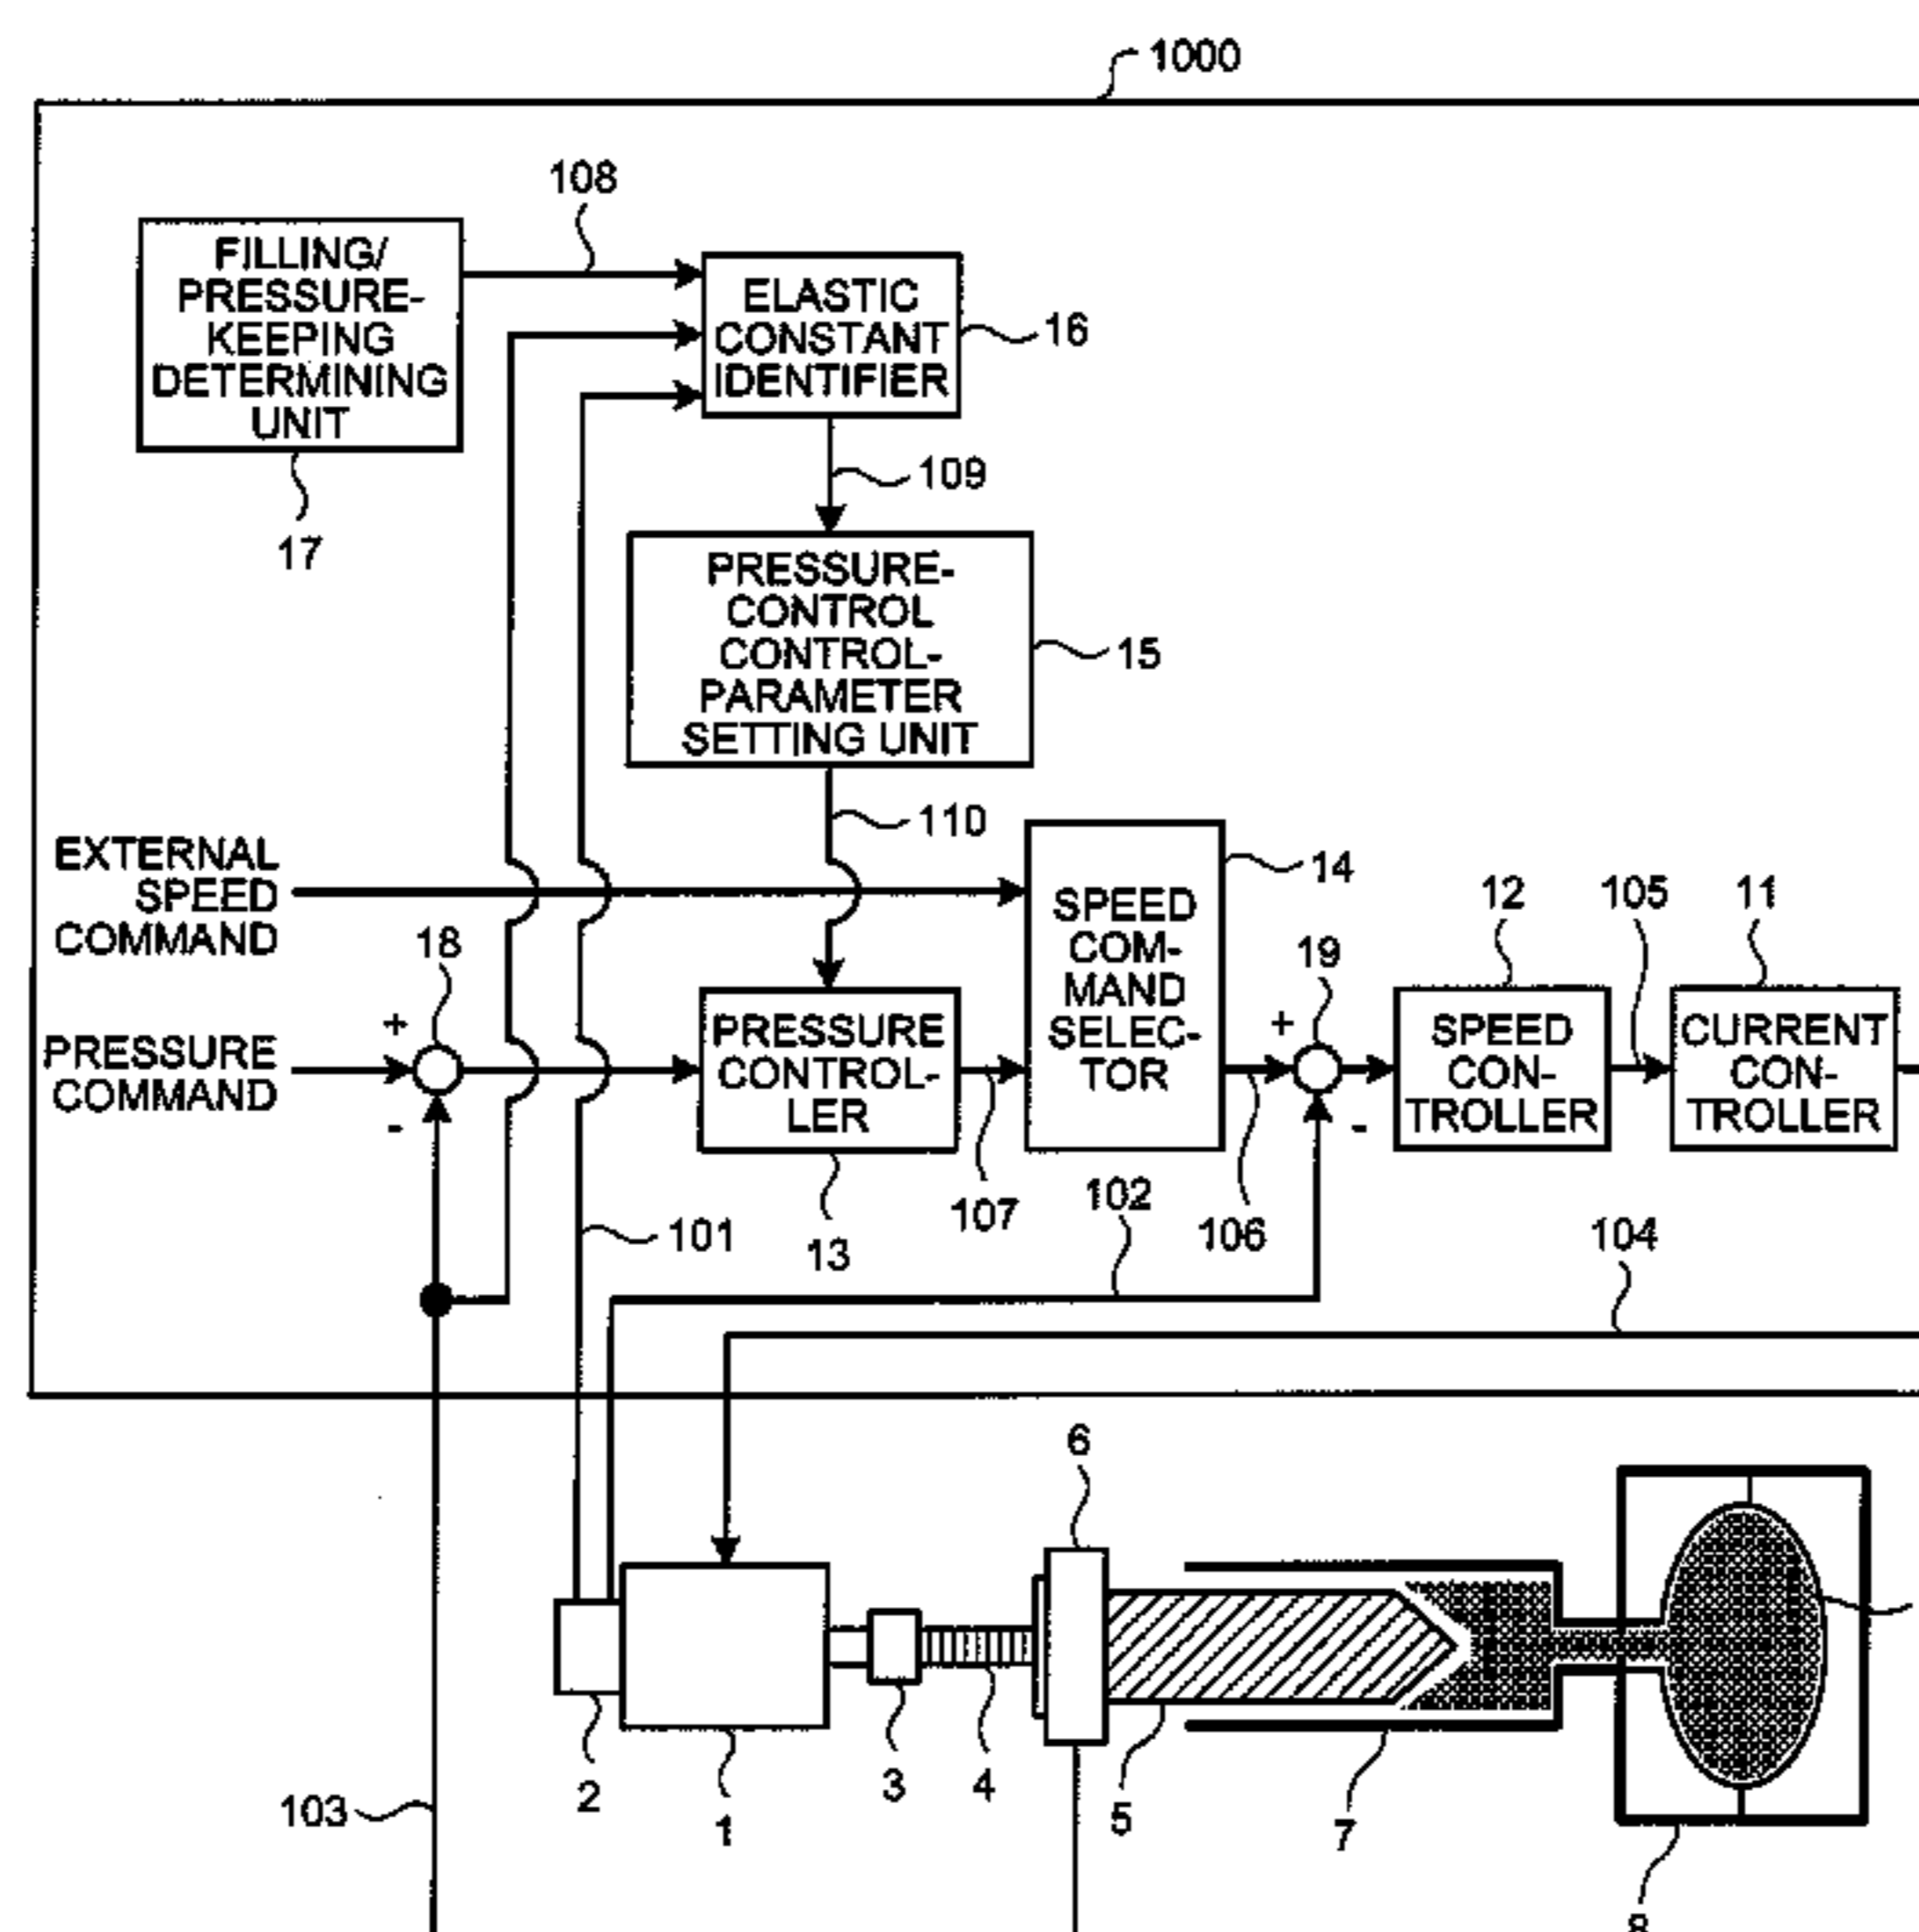 1000
108
FILLING/
PRESSURE-
KEEPING
DETERMINING
UNIT
17
ELASTIC
CONSTANT
IDENTIFIER
16
109
PRESSURE-
CONTROL
CONTROL-
PARAMETER
SETTING UNIT
15
110
EXTERNAL
SPEED
COMMAND
18
+
PRESSURE
COMMAND
-
PRESSURE
CONTROL-
LER
13
107
SPEED
COM-
MAND
SELEC-
TOR
14
106
19
+
-
12
SPEED
CON-
TROLLER
105
11
CURRENT
CON-
TROLLER
101
102
104
103
2
1
3
4
6
5
7
8